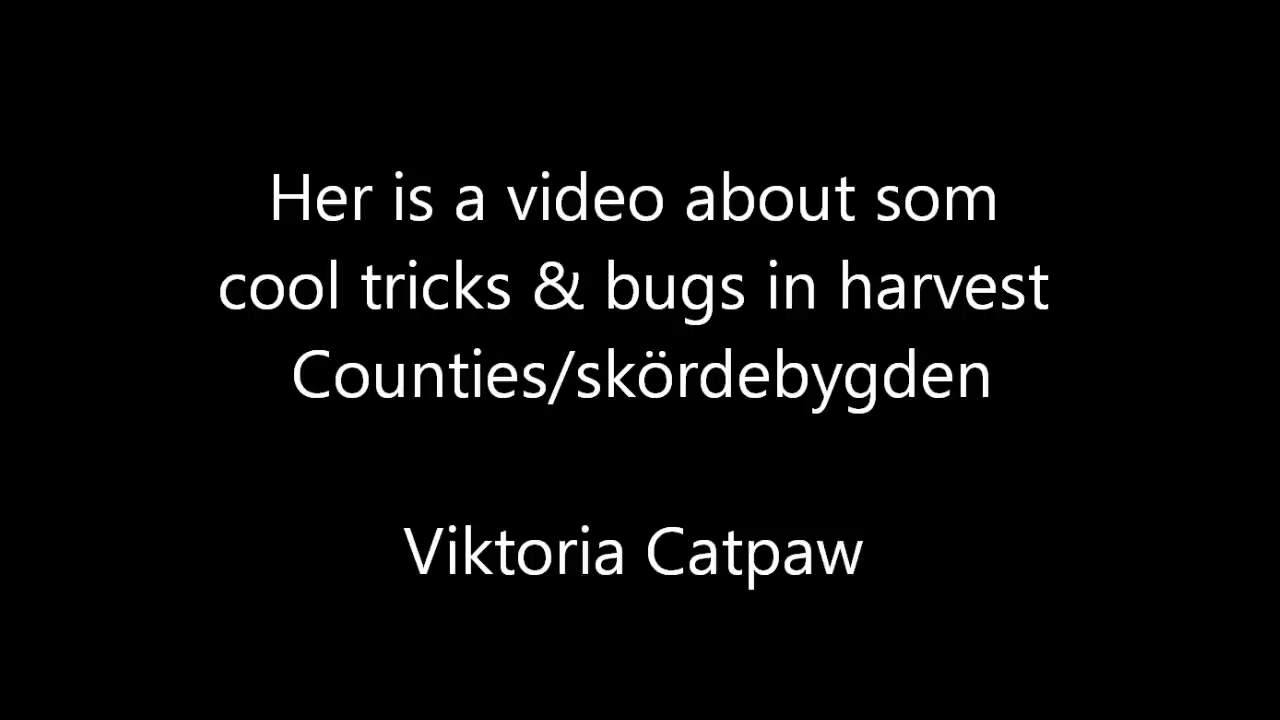 Her is a video about som
cool tricks & bugs in harvest
Counties/skördebygden
Viktoria Catpaw